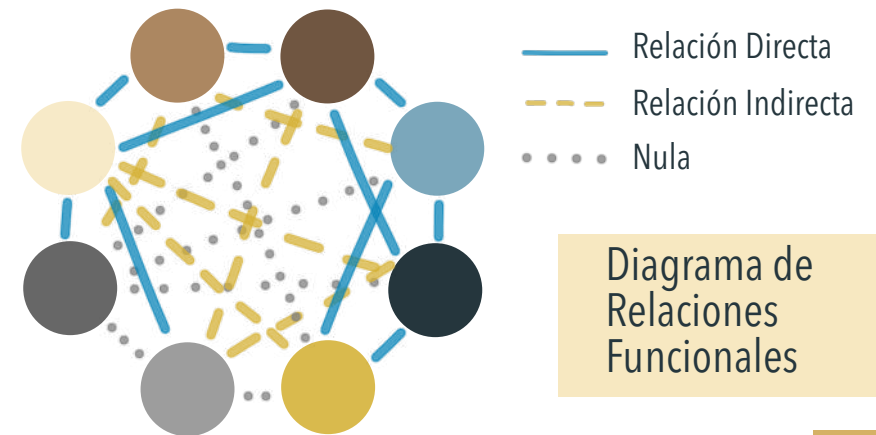 Relación Directa
Relación Indirecta
Nula
Diagrama de
Relaciones
Funcionales